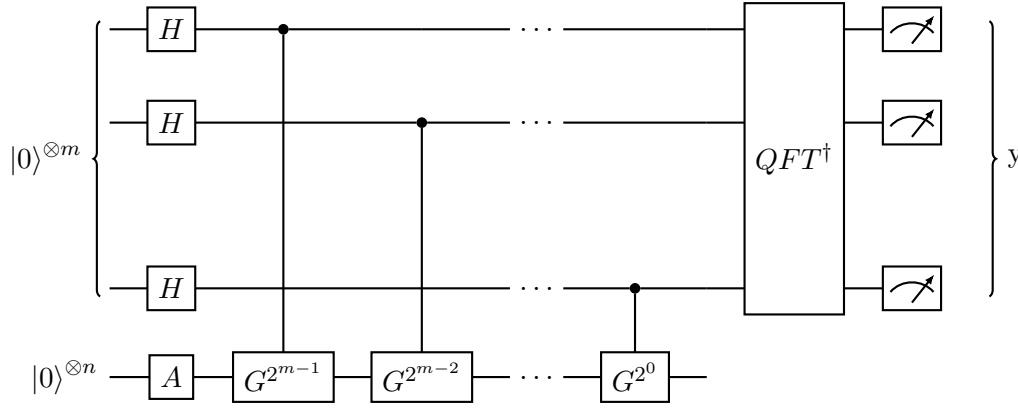 H ⋯
H ⋯
|0⟩^{⊗m} QFT^† y
H ⋯
|0⟩^{⊗n} A G^{2^{m−1}} G^{2^{m−2}} ⋯ G^{2^0}